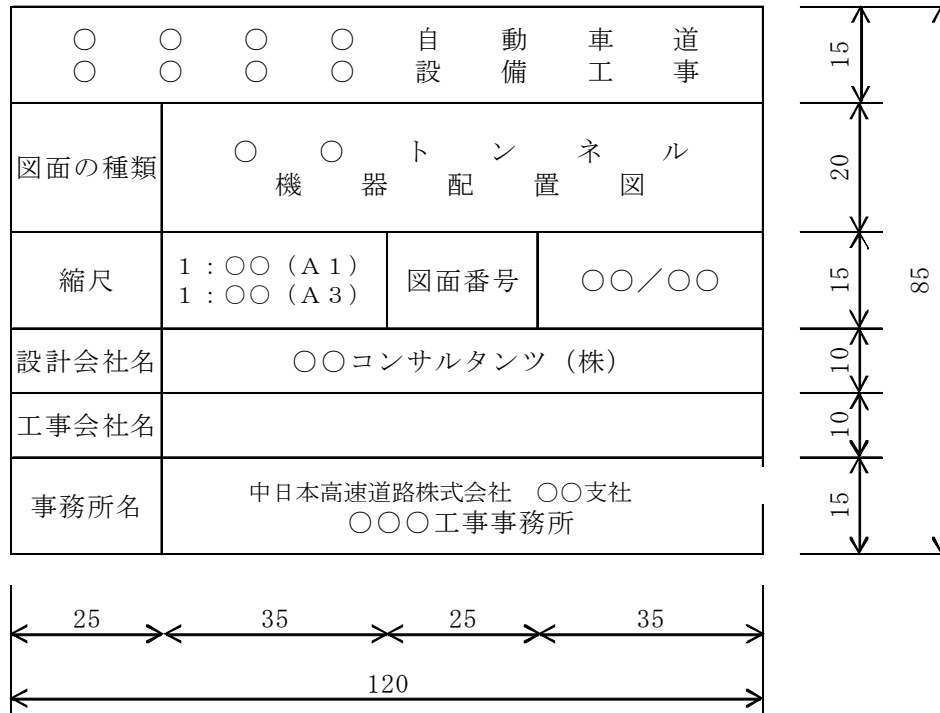 ○○○○自動車道
○○○○設備工事
図面の種類
○○トンネル
機器配置図
縮尺
1：○○（A1）
1：○○（A3）
図面番号
○○／○○
設計会社名
○○コンサルタンツ（株）
工事会社名
事務所名
中日本高速道路株式会社　○○支社
○○○工事事務所
15
20
15
10
10
15
85
25
35
25
35
120